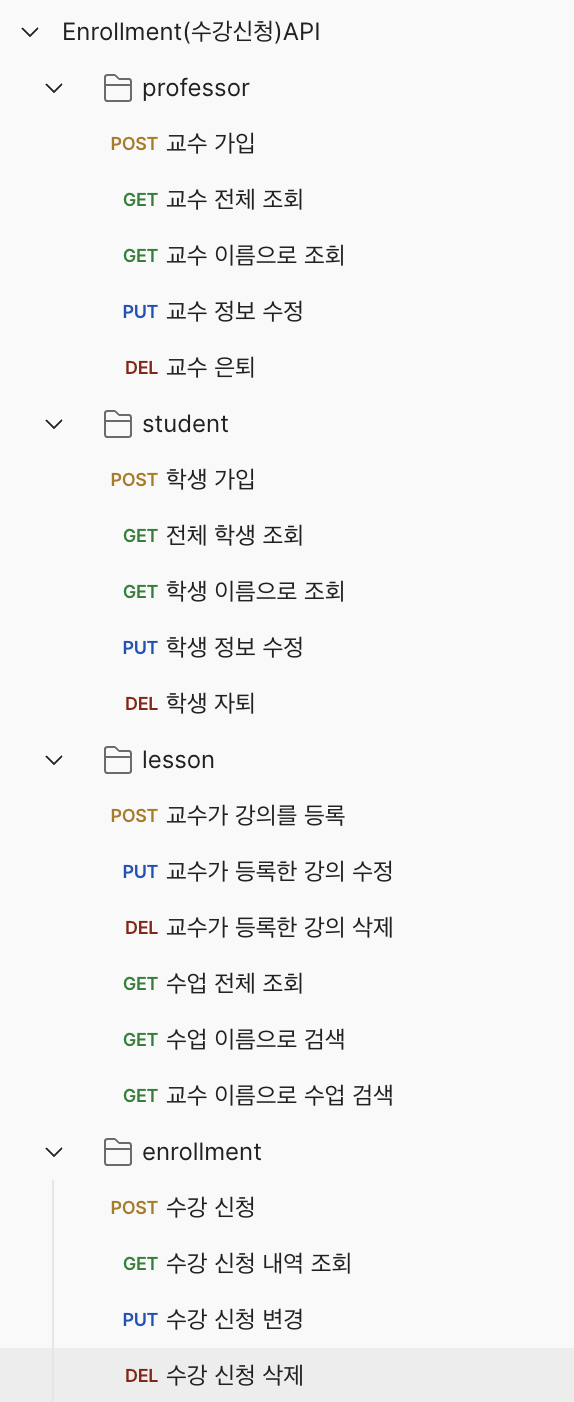 Enrollment(수강신청)API
professor
POST 교수 가입
GET 교수 전체 조회
GET 교수 이름으로 조회
PUT 교수 정보 수정
DEL 교수 은퇴
student
POST 학생 가입
GET 전체 학생 조회
GET 학생 이름으로 조회
PUT 학생 정보 수정
DEL 학생 자퇴
lesson
POST 교수가 강의를 등록
PUT 교수가 등록한 강의 수정
DEL 교수가 등록한 강의 삭제
GET 수업 전체 조회
GET 수업 이름으로 검색
GET 교수 이름으로 수업 검색
enrollment
POST 수강 신청
GET 수강 신청 내역 조회
PUT 수강 신청 변경
DEL 수강 신청 삭제